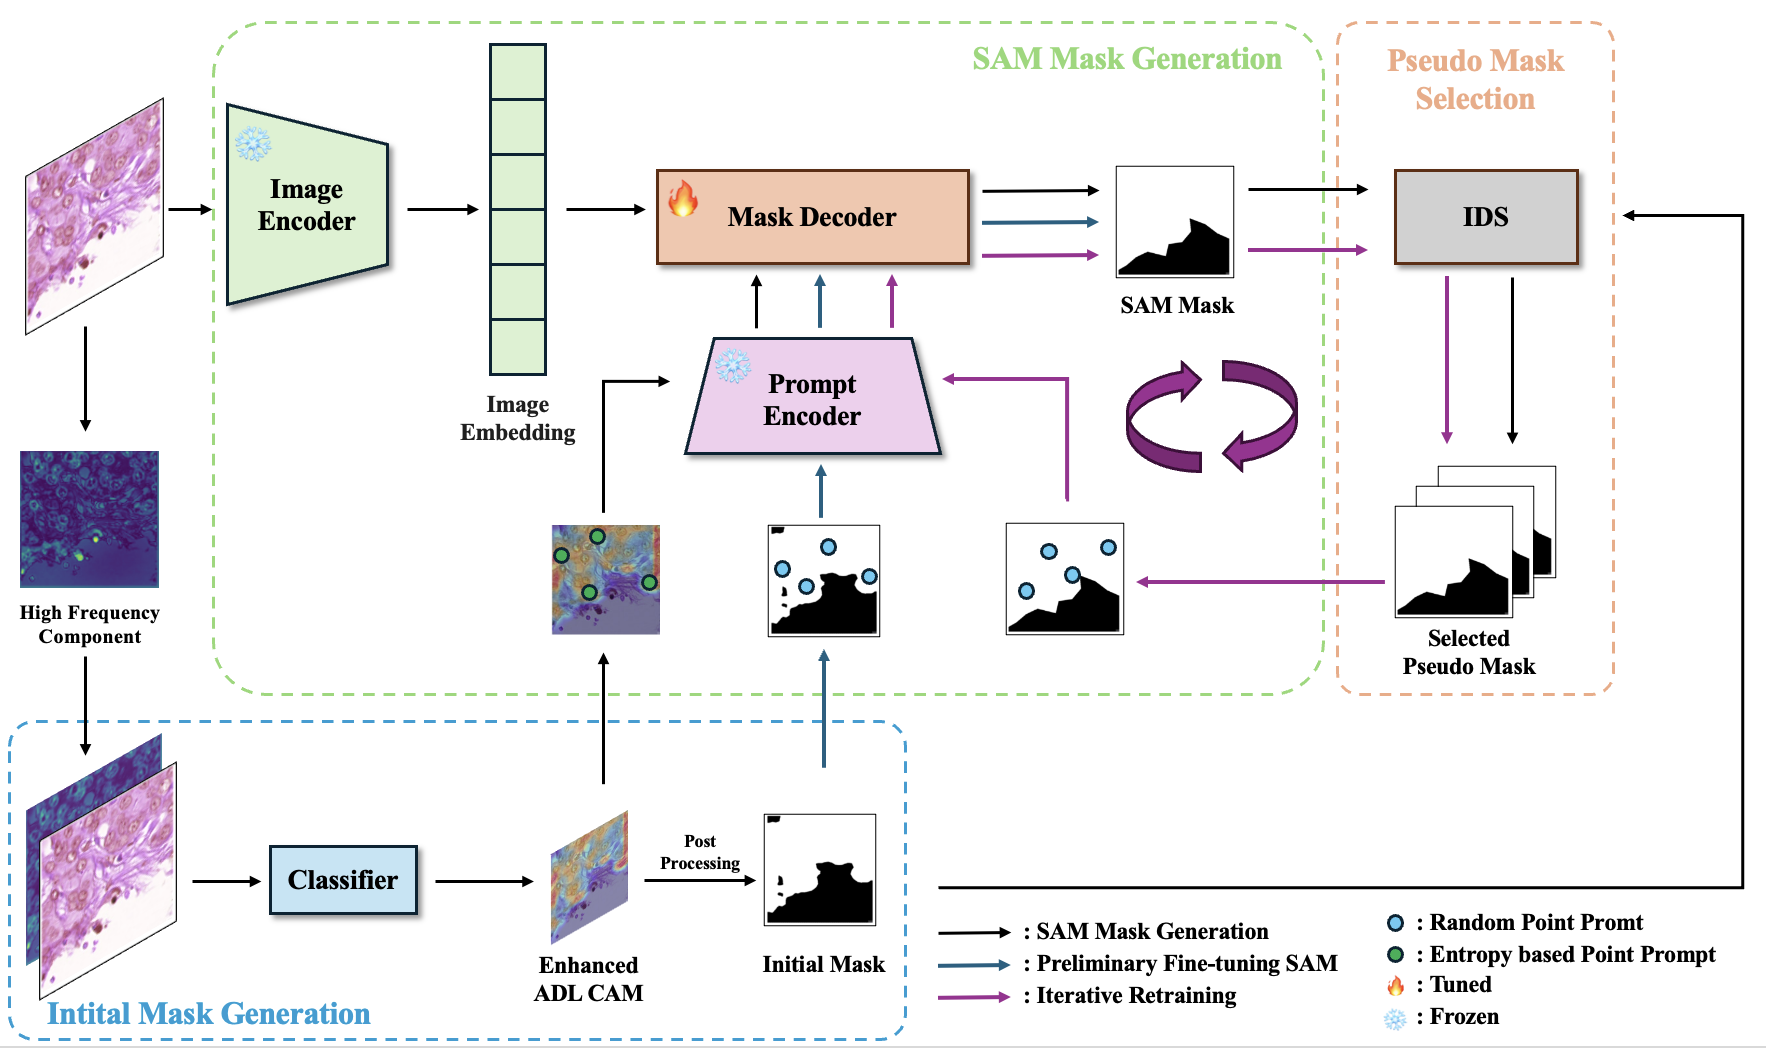 SAM Mask Generation
Pseudo Mask
Selection
Image
Encoder
Mask Decoder
IDS
SAM Mask
Prompt
Encoder
Image
Embedding
High Frequency
Component
Selected
Pseudo Mask
Classifier
Post
Processing
Enhanced
ADL CAM
Initial Mask
Intital Mask Generation
: SAM Mask Generation
: Preliminary Fine-tuning SAM
: Iterative Retraining
: Random Point Promt
: Entropy based Point Prompt
: Tuned
: Frozen